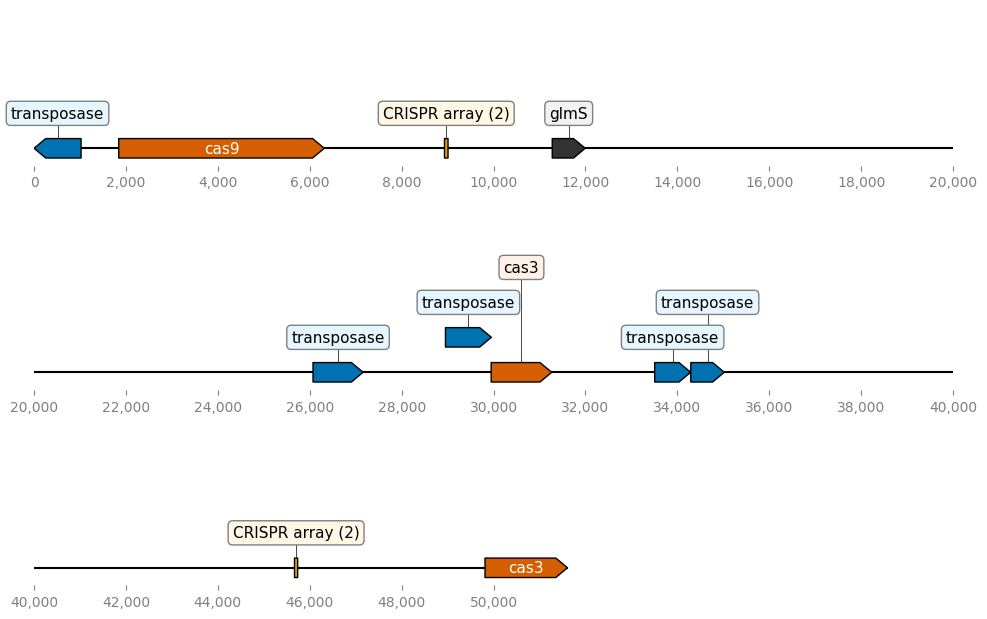 transposase CRISPR array (2) glmS
cas9
0 2,000 4,000 6,000 8,000 10,000 12,000 14,000 16,000 18,000 20,000
cas3
transposase transposase
transposase transposase
20,000 22,000 24,000 26,000 28,000 30,000 32,000 34,000 36,000 38,000 40,000
CRISPR array (2)
cas3
40,000 42,000 44,000 46,000 48,000 50,000